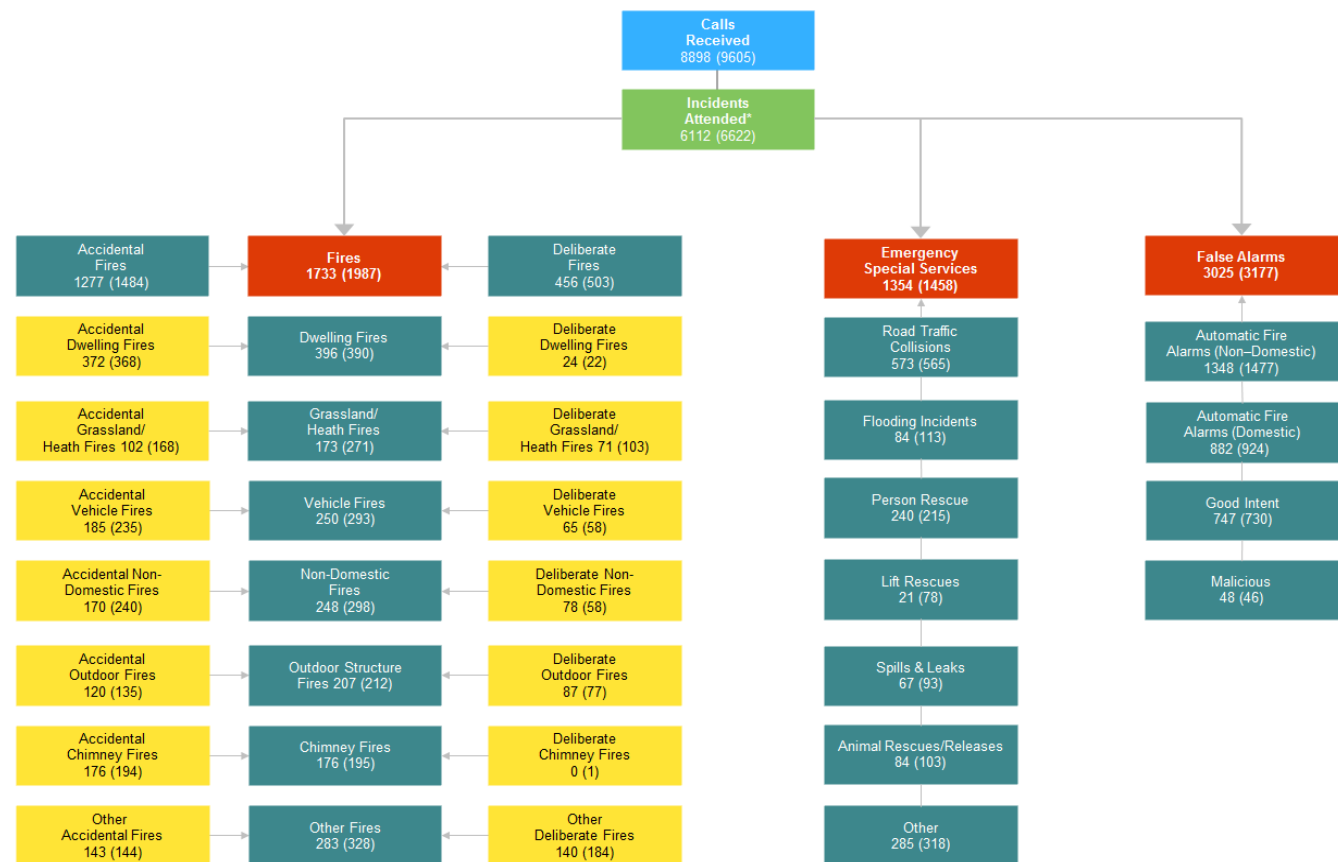 Calls
Received
8898 (9605)
Incidents
Attended*
6112 (6622)
Accidental
Fires
1277 (1484)
Fires
1733 (1987)
Deliberate
Fires
456 (503)
Emergency
Special Services
1354 (1458)
False Alarms
3025 (3177)
Accidental
Dwelling Fires
372 (368)
Dwelling Fires
396 (390)
Deliberate
Dwelling Fires
24 (22)
Road Traffic
Collisions
573 (565)
Automatic Fire
Alarms (Non–Domestic)
1348 (1477)
Accidental
Grassland/
Heath Fires 102 (168)
Grassland/
Heath Fires
173 (271)
Deliberate
Grassland/
Heath Fires 71 (103)
Flooding Incidents
84 (113)
Automatic Fire
Alarms (Domestic)
882 (924)
Accidental
Vehicle Fires
185 (235)
Vehicle Fires
250 (293)
Deliberate
Vehicle Fires
65 (58)
Person Rescue
240 (215)
Good Intent
747 (730)
Accidental Non-
Domestic Fires
170 (240)
Non-Domestic
Fires
248 (298)
Deliberate Non-
Domestic Fires
78 (58)
Lift Rescues
21 (78)
Malicious
48 (46)
Accidental
Outdoor Fires
120 (135)
Outdoor Structure
Fires 207 (212)
Deliberate
Outdoor Fires
87 (77)
Spills & Leaks
67 (93)
Accidental
Chimney Fires
176 (194)
Chimney Fires
176 (195)
Deliberate
Chimney Fires
0 (1)
Animal Rescues/Releases
84 (103)
Other
Accidental Fires
143 (144)
Other Fires
283 (328)
Other
Deliberate Fires
140 (184)
Other
285 (318)